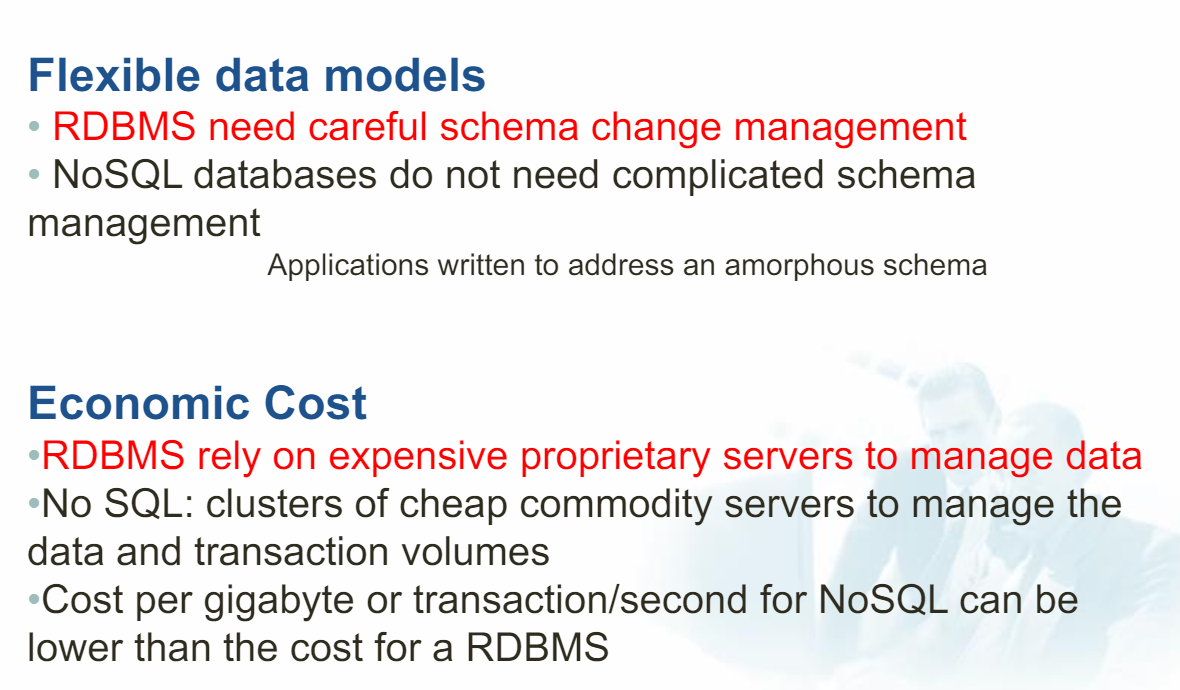 Flexible data models
• RDBMS need careful schema change management
• NoSQL databases do not need complicated schema
management
Applications written to address an amorphous schema
Economic Cost
•RDBMS rely on expensive proprietary servers to manage data
•No SQL: clusters of cheap commodity servers to manage the
data and transaction volumes
•Cost per gigabyte or transaction/second for NoSQL can be
lower than the cost for a RDBMS